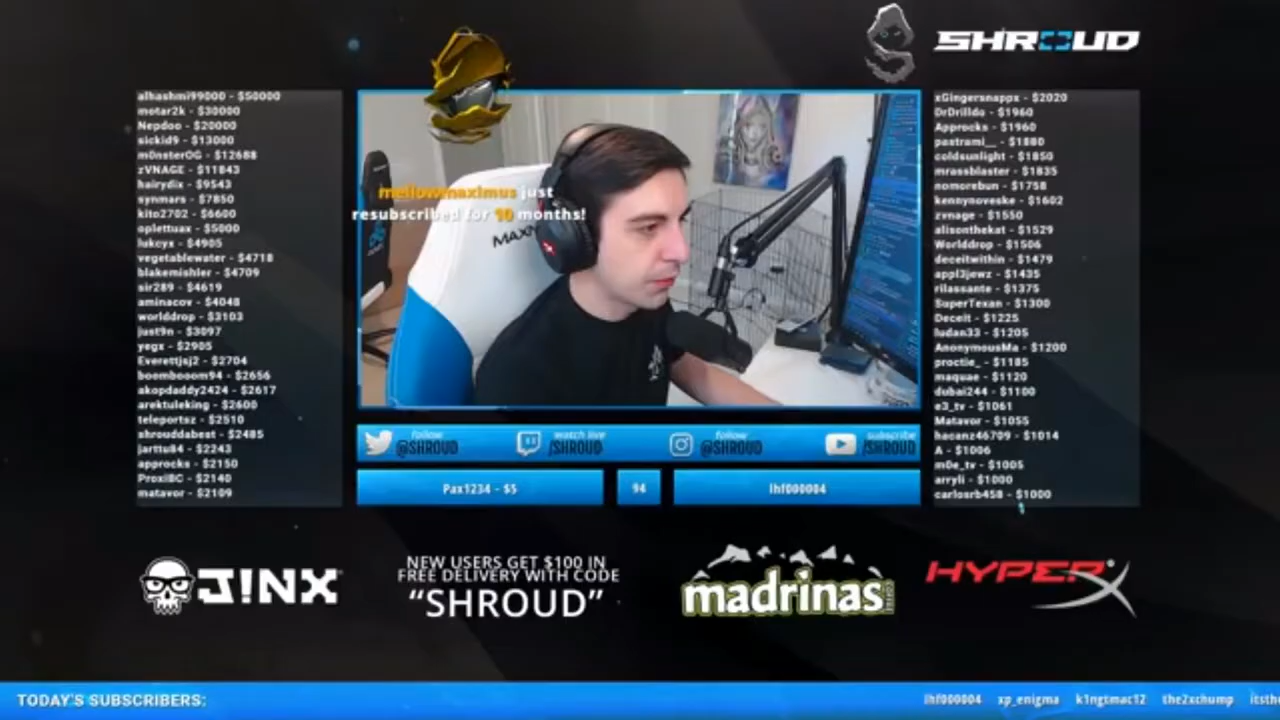 SHROUD
alhashmi99000 - $50000
motar2k - $30000
Nepdoo - $20000
sickid9 - $13000
m0nsterOG - $12688
zVNAGE - $11843
hairydix - $9543
synmars - $7850
kito2702 - $6600
oplettuax - $5000
lukcyx - $4905
vegetablewater - $4718
blakemishler - $4709
sir289 - $4619
aminacov - $4048
worlddrop - $3103
just9n - $3097
yegx - $2905
Everettjsj2 - $2704
boombooom94 - $2656
akopdaddy2424 - $2617
arektuleking - $2600
teleportsz - $2510
shrouddabeat - $2485
jarttu84 - $2243
approcks - $2150
ProxiBC - $2140
matavor - $2109
mellowmaximus just
resubscribed for 10 months!
MAXN
xGingersnappx - $2020
DrDrilldo - $1960
Approcks - $1960
pastrami__ - $1880
coldsunlight - $1850
mrassblaster - $1835
nomorebun - $1758
kennynoveske - $1602
zvnage - $1550
alisonthekat - $1529
Worlddrop - $1506
deceitwithin - $1479
appl3jewz - $1435
rilassante - $1375
SuperTexan - $1300
Deceit - $1225
ludan33 - $1205
AnonymousMa - $1200
proctie_ - $1185
maquae - $1120
dubai244 - $1100
e3_tv - $1061
Matavor - $1055
hacanz46709 - $1014
A - $1006
m0e_tv - $1005
arryli - $1000
carlosrb458 - $1000
follow @SHROUD
watch live /SHROUD
follow @SHROUD
subscribe /SHROUD
Pax1234 - $5
94
lhf000004
J!NX
NEW USERS GET $100 IN
FREE DELIVERY WITH CODE
“SHROUD”
madrinas
HYPERX
TODAY'S SUBSCRIBERS: lhf000004 xp_enigma k1ngtmac12 the2xchump itsth